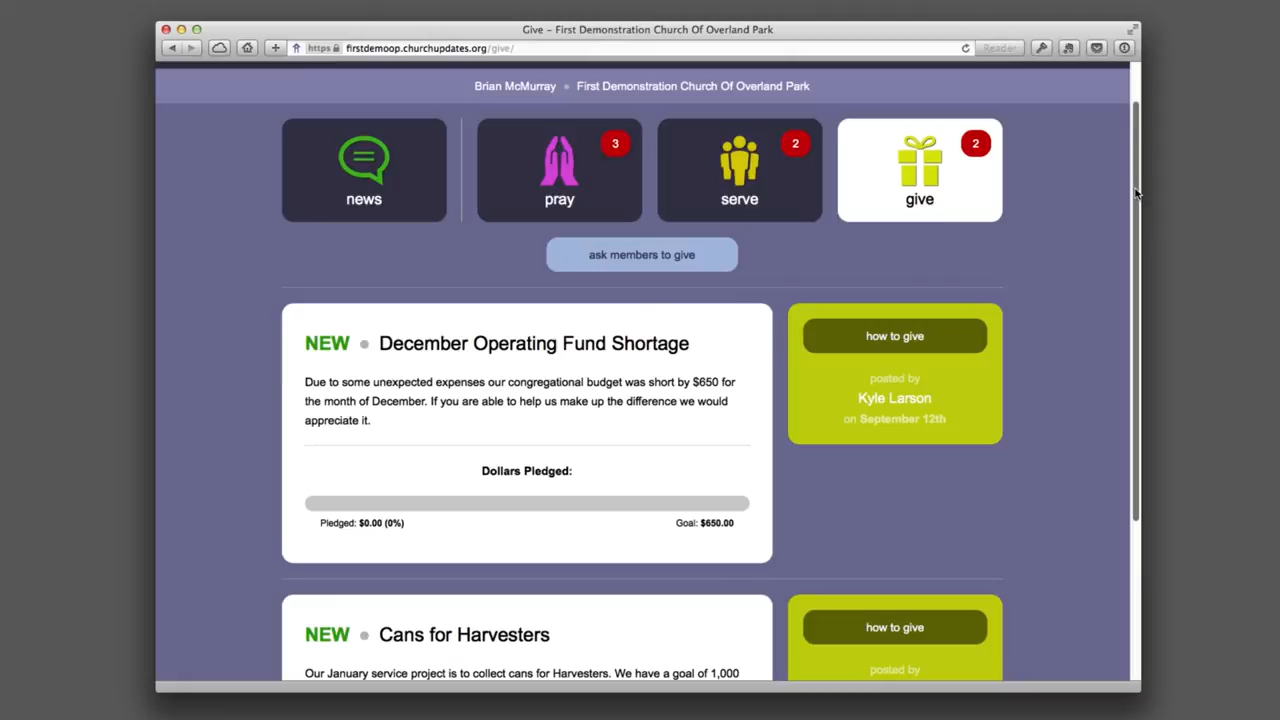 Give – First Demonstration Church Of Overland Park
https firstdemoop.churchupdates.org/give/
Reader
Brian McMurray • First Demonstration Church Of Overland Park
news
3
pray
2
serve
2
give
ask members to give
NEW • December Operating Fund Shortage
Due to some unexpected expenses our congregational budget was short by $650 for
the month of December. If you are able to help us make up the difference we would
appreciate it.
Dollars Pledged:
Pledged: $0.00 (0%)
Goal: $650.00
how to give
posted by
Kyle Larson
on September 12th
NEW • Cans for Harvesters
Our January service project is to collect cans for Harvesters. We have a goal of 1,000
how to give
posted by